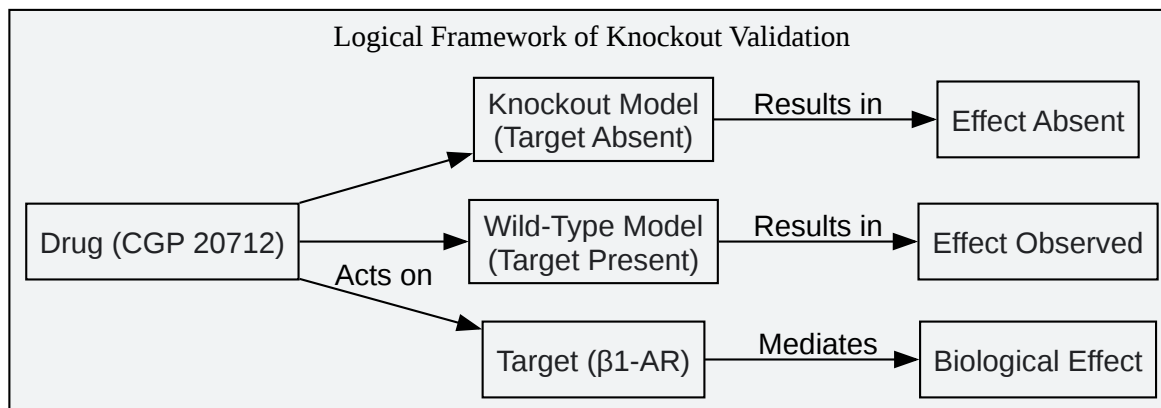 Logical Framework of Knockout Validation
Knockout Model
(Target Absent)
Results in
Effect Absent
Drug (CGP 20712)
Wild-Type Model
(Target Present)
Results in
Effect Observed
Acts on
Target (β1-AR)
Mediates
Biological Effect